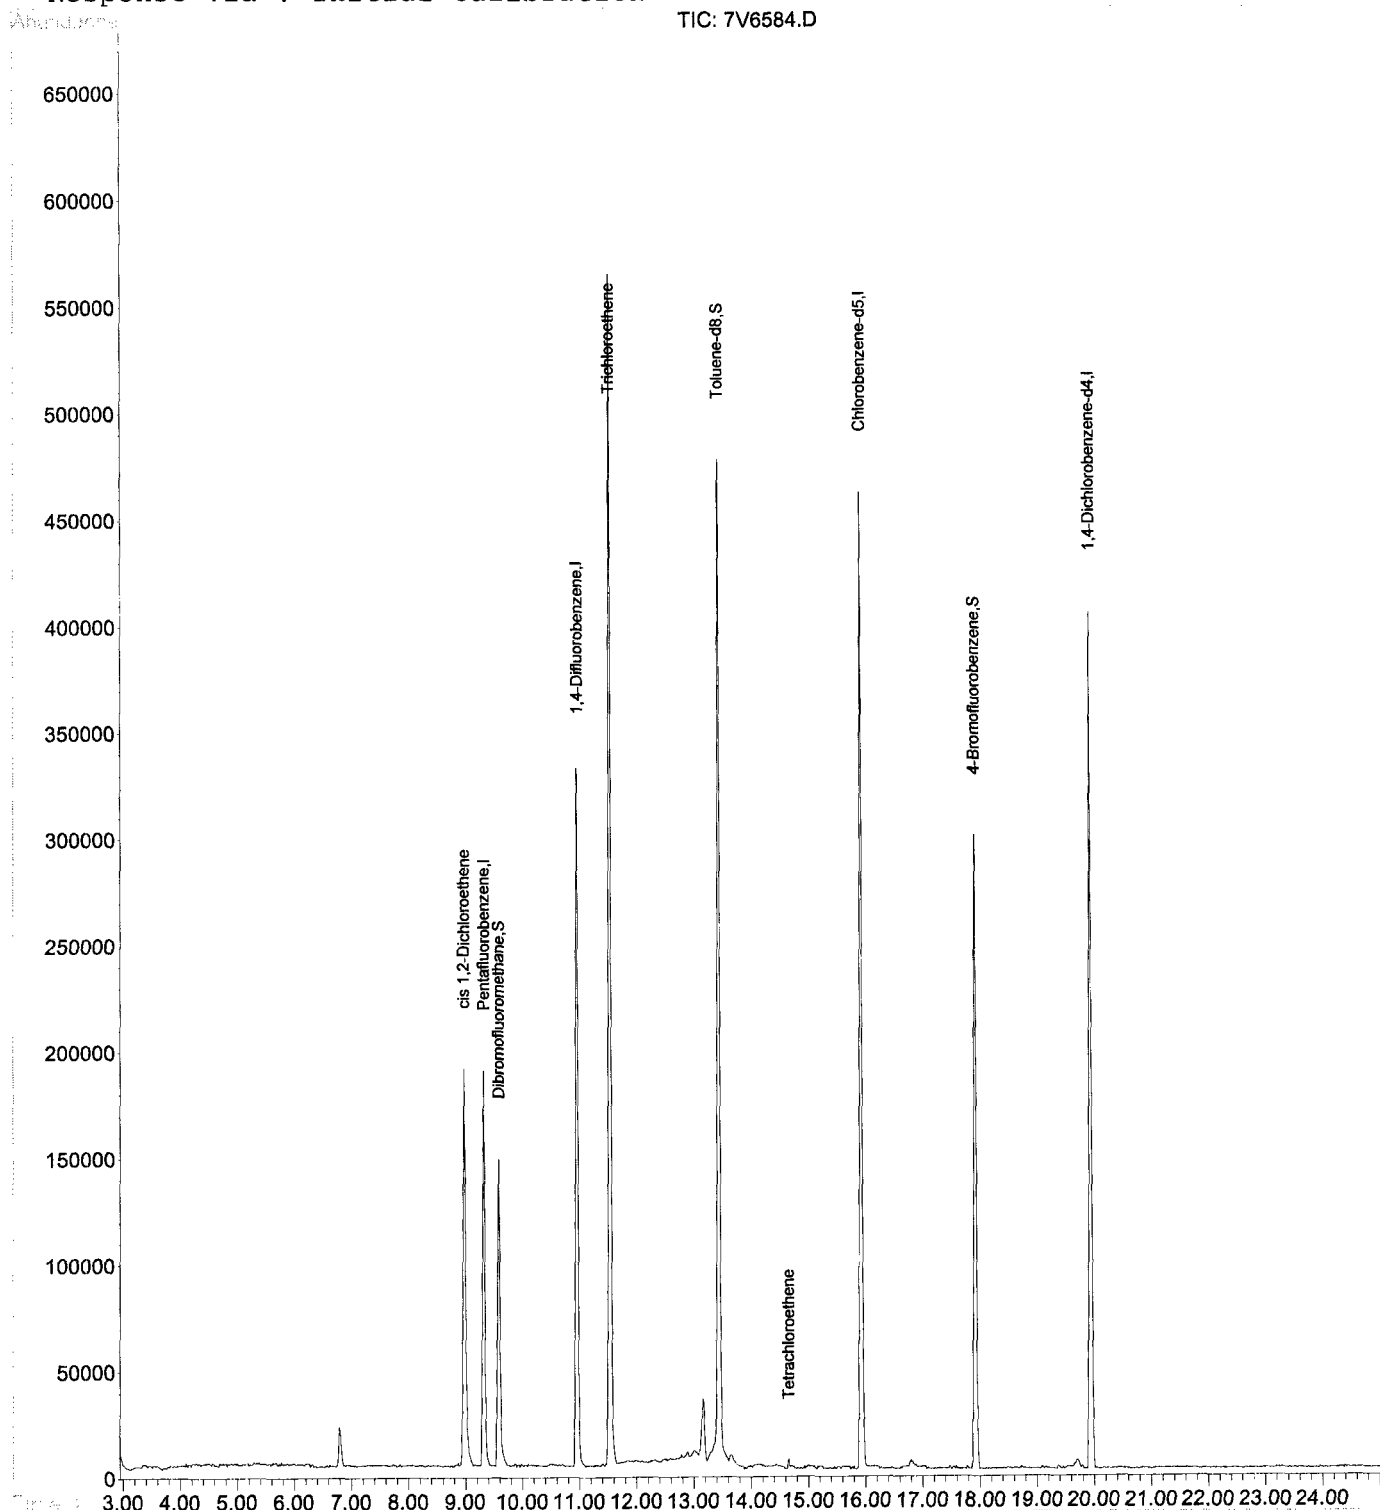 TIC: 7V6584.D
650000
600000
550000
500000
450000
400000
350000
300000
250000
200000
150000
100000
50000
0
cis 1,2-Dichloroethene
Pentafluorobenzene,I
Dibromofluoromethane,S
1,4-Difluorobenzene,I
Trichloroethene
Toluene-d8,S
Tetrachloroethene
Chlorobenzene-d5,I
4-Bromofluorobenzene,S
1,4-Dichlorobenzene-d4,I
3.00 4.00 5.00 6.00 7.00 8.00 9.00 10.00 11.00 12.00 13.00 14.00 15.00 16.00 17.00 18.00 19.00 20.00 21.00 22.00 23.00 24.00